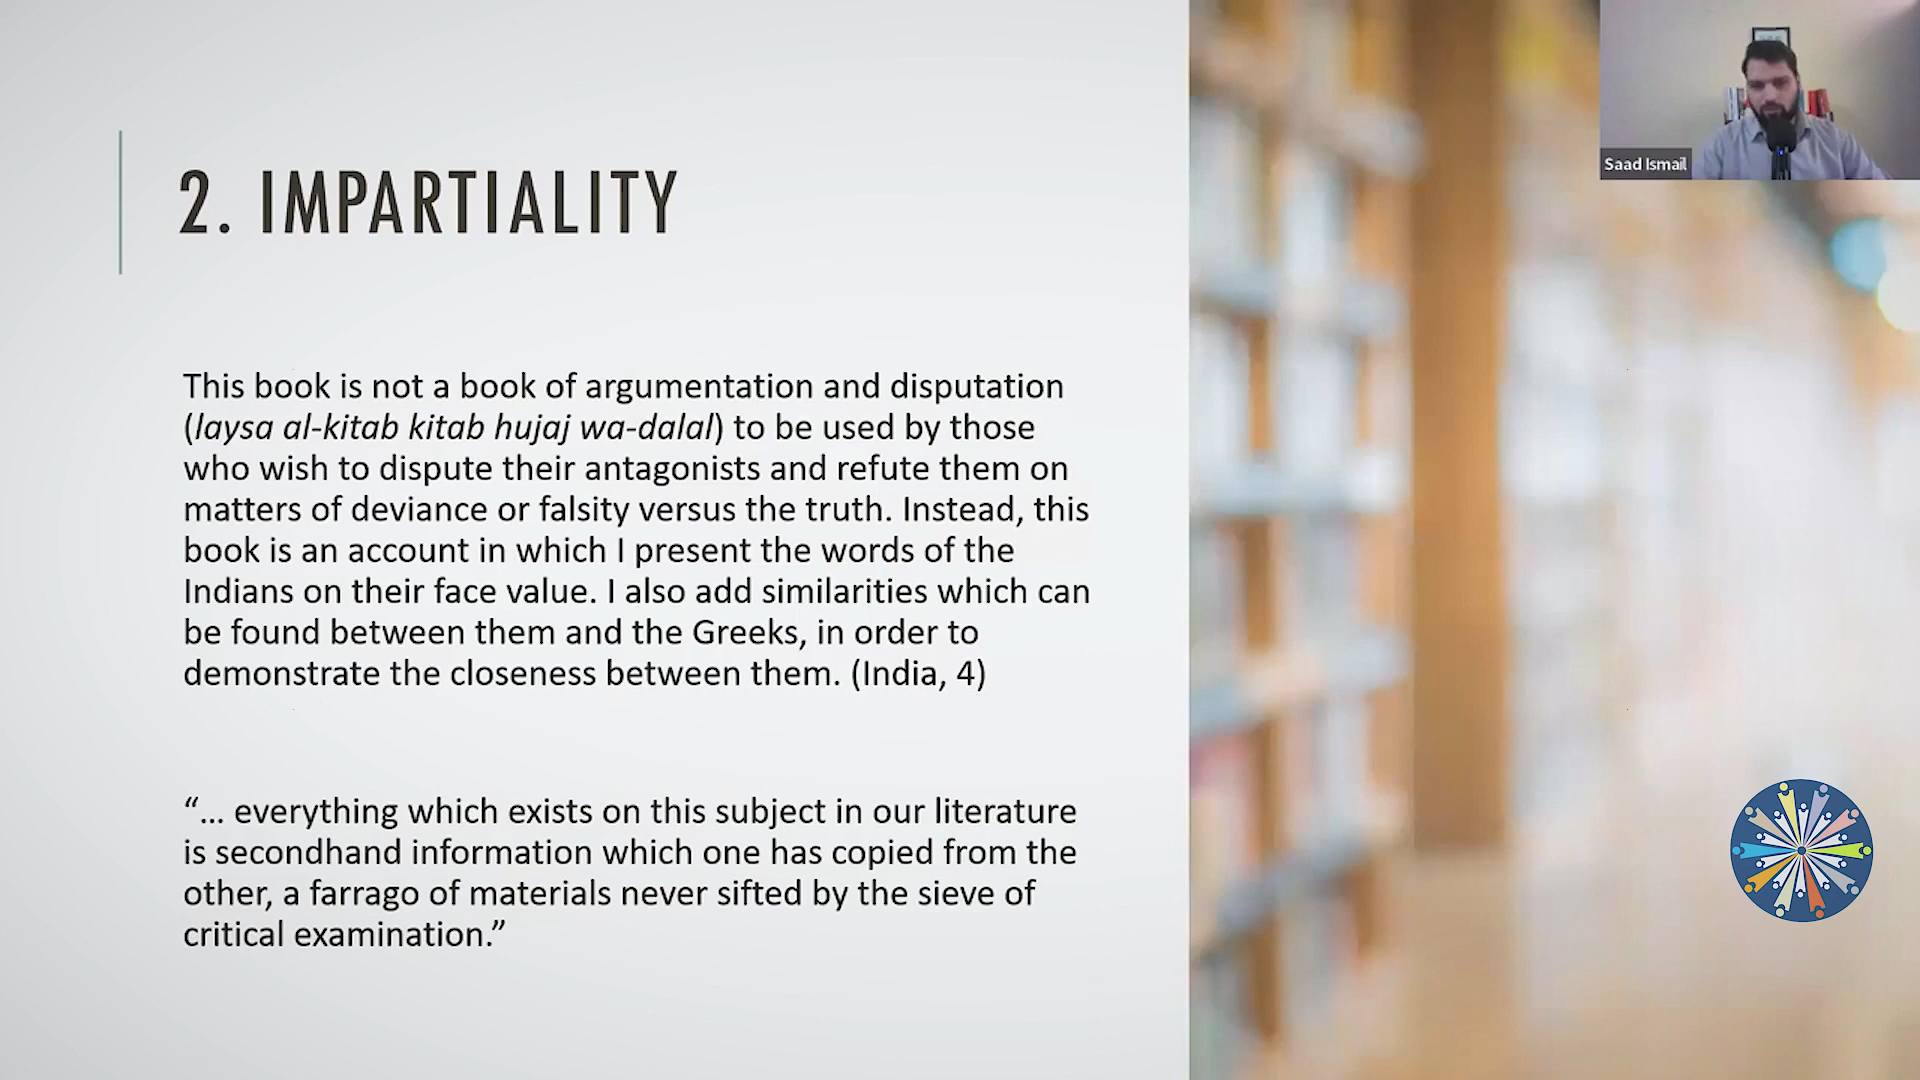 Saad Ismail
2. IMPARTIALITY
This book is not a book of argumentation and disputation
(laysa al-kitab kitab hujaj wa-dalal) to be used by those
who wish to dispute their antagonists and refute them on
matters of deviance or falsity versus the truth. Instead, this
book is an account in which I present the words of the
Indians on their face value. I also add similarities which can
be found between them and the Greeks, in order to
demonstrate the closeness between them. (India, 4)
“… everything which exists on this subject in our literature
is secondhand information which one has copied from the
other, a farrago of materials never sifted by the sieve of
critical examination.”